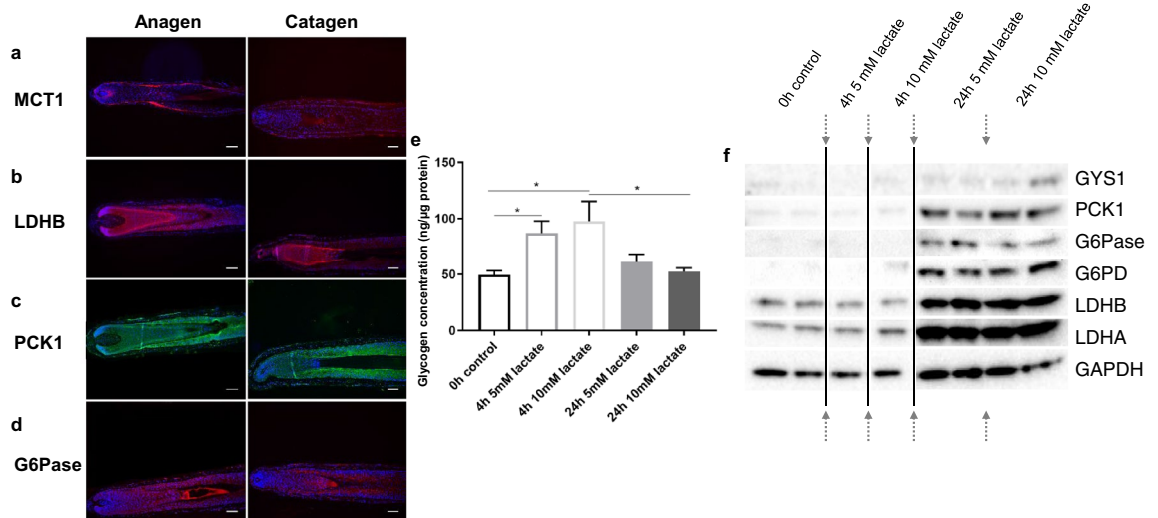 Anagen
Catagen
a
MCT1
b
LDHB
c
PCK1
d
G6Pase
e
Glycogen concentration (ng/µg protein)
150
100
50
0
*
*
*
0h control
4h 5mM lactate
4h 10mM lactate
24h 5mM lactate
24h 10mM lactate
f
0h control
4h 5 mM lactate
4h 10 mM lactate
24h 5 mM lactate
24h 10 mM lactate
GYS1
PCK1
G6Pase
G6PD
LDHB
LDHA
GAPDH